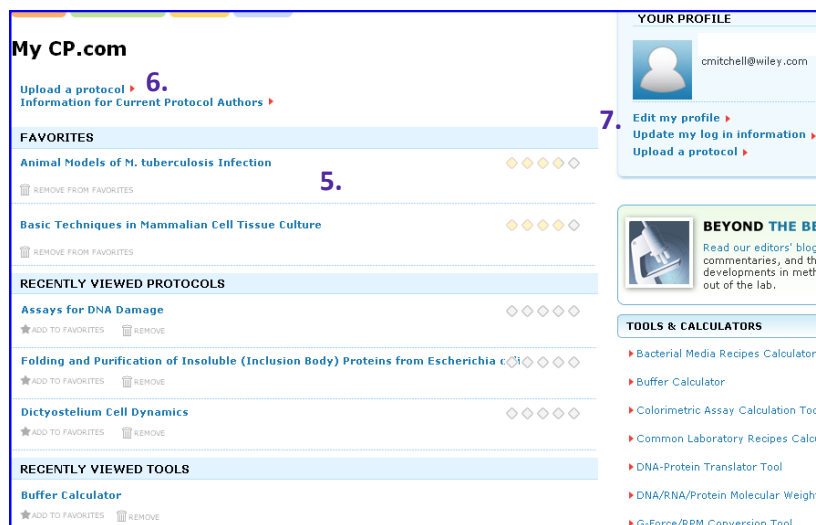 My CP.com
Upload a protocol
6.
Information for Current Protocol Authors
FAVORITES
Animal Models of M. tuberculosis Infection
5.
REMOVE FROM FAVORITES
Basic Techniques in Mammalian Cell Tissue Culture
REMOVE FROM FAVORITES
RECENTLY VIEWED PROTOCOLS
Assays for DNA Damage
ADD TO FAVORITES REMOVE
Folding and Purification of Insoluble (Inclusion Body) Proteins from Escherichia coli
ADD TO FAVORITES REMOVE
Dictyostelium Cell Dynamics
ADD TO FAVORITES REMOVE
RECENTLY VIEWED TOOLS
Buffer Calculator
ADD TO FAVORITES REMOVE
YOUR PROFILE
cmitchell@wiley.com
7.
Edit my profile
Update my log in information
Upload a protocol
BEYOND THE BE
Read our editors' blog
commentaries, and th
developments in meth
out of the lab.
TOOLS & CALCULATORS
Bacterial Media Recipes Calculator
Buffer Calculator
Colorimetric Assay Calculation Too
Common Laboratory Recipes Calcu
DNA-Protein Translator Tool
DNA/RNA/Protein Molecular Weigh
G-Force/RPM Conversion Tool